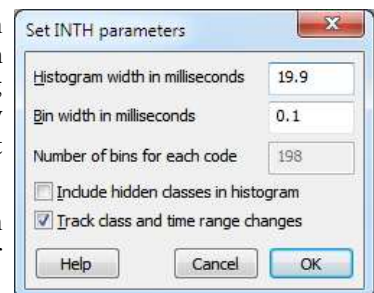 Set INTH parameters
Histogram width in milliseconds 19.9
Bin width in milliseconds 0.1
Number of bins for each code 198
Include hidden classes in histogram
Track class and time range changes
Help Cancel OK